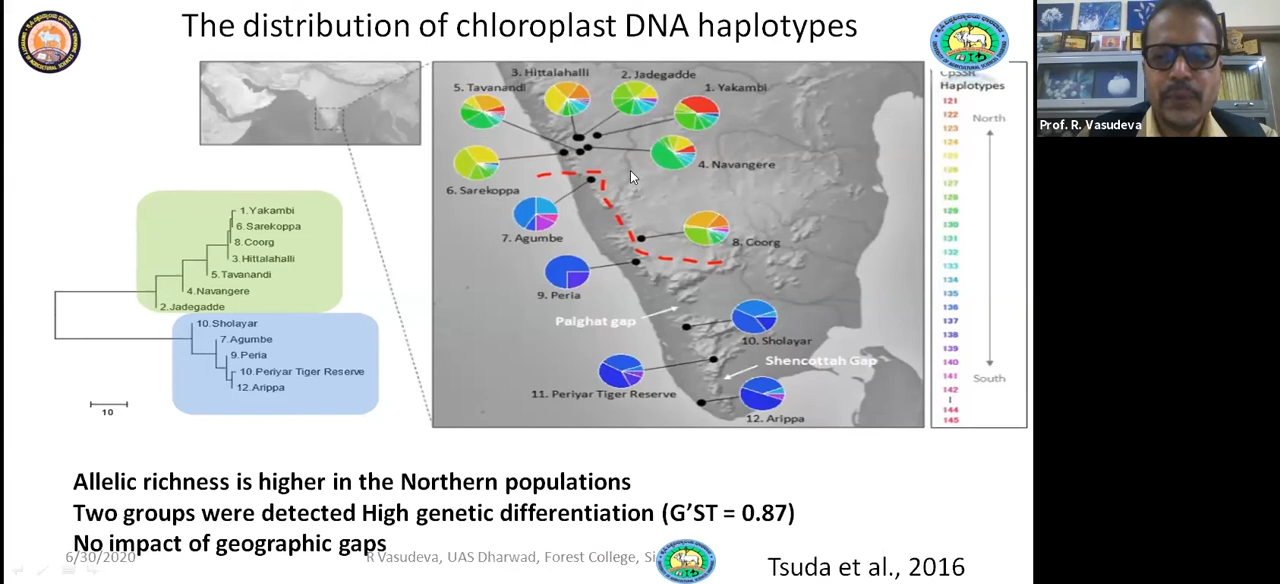 The distribution of chloroplast DNA haplotypes
Prof. R. Vasudeva
3. Hittalahalli
2. Jadegadde
5. Tavanandi
1. Yakambi
4. Navangere
6. Sarekoppa
7. Agumbe
8. Coorg
9. Peria
Palghat gap
10. Sholayar
Shencottah Gap
11. Periyar Tiger Reserve
12. Arippa
CpSSR
Haplotypes
121
122
123
124
125
126
127
128
129
130
131
132
133
134
135
136
137
138
139
140
141
142
144
145
North
South
1.Yakambi
6.Sarekoppa
8.Coorg
3.Hittalahalli
5.Tavanandi
4.Navangere
2.Jadegadde
10.Sholayar
7.Agumbe
9.Peria
10.Periyar Tiger Reserve
12.Arippa
10
Allelic richness is higher in the Northern populations
Two groups were detected High genetic differentiation (G’ST = 0.87)
No impact of geographic gaps
6/30/2020
R Vasudeva, UAS Dharwad, Forest College, Si
Tsuda et al., 2016